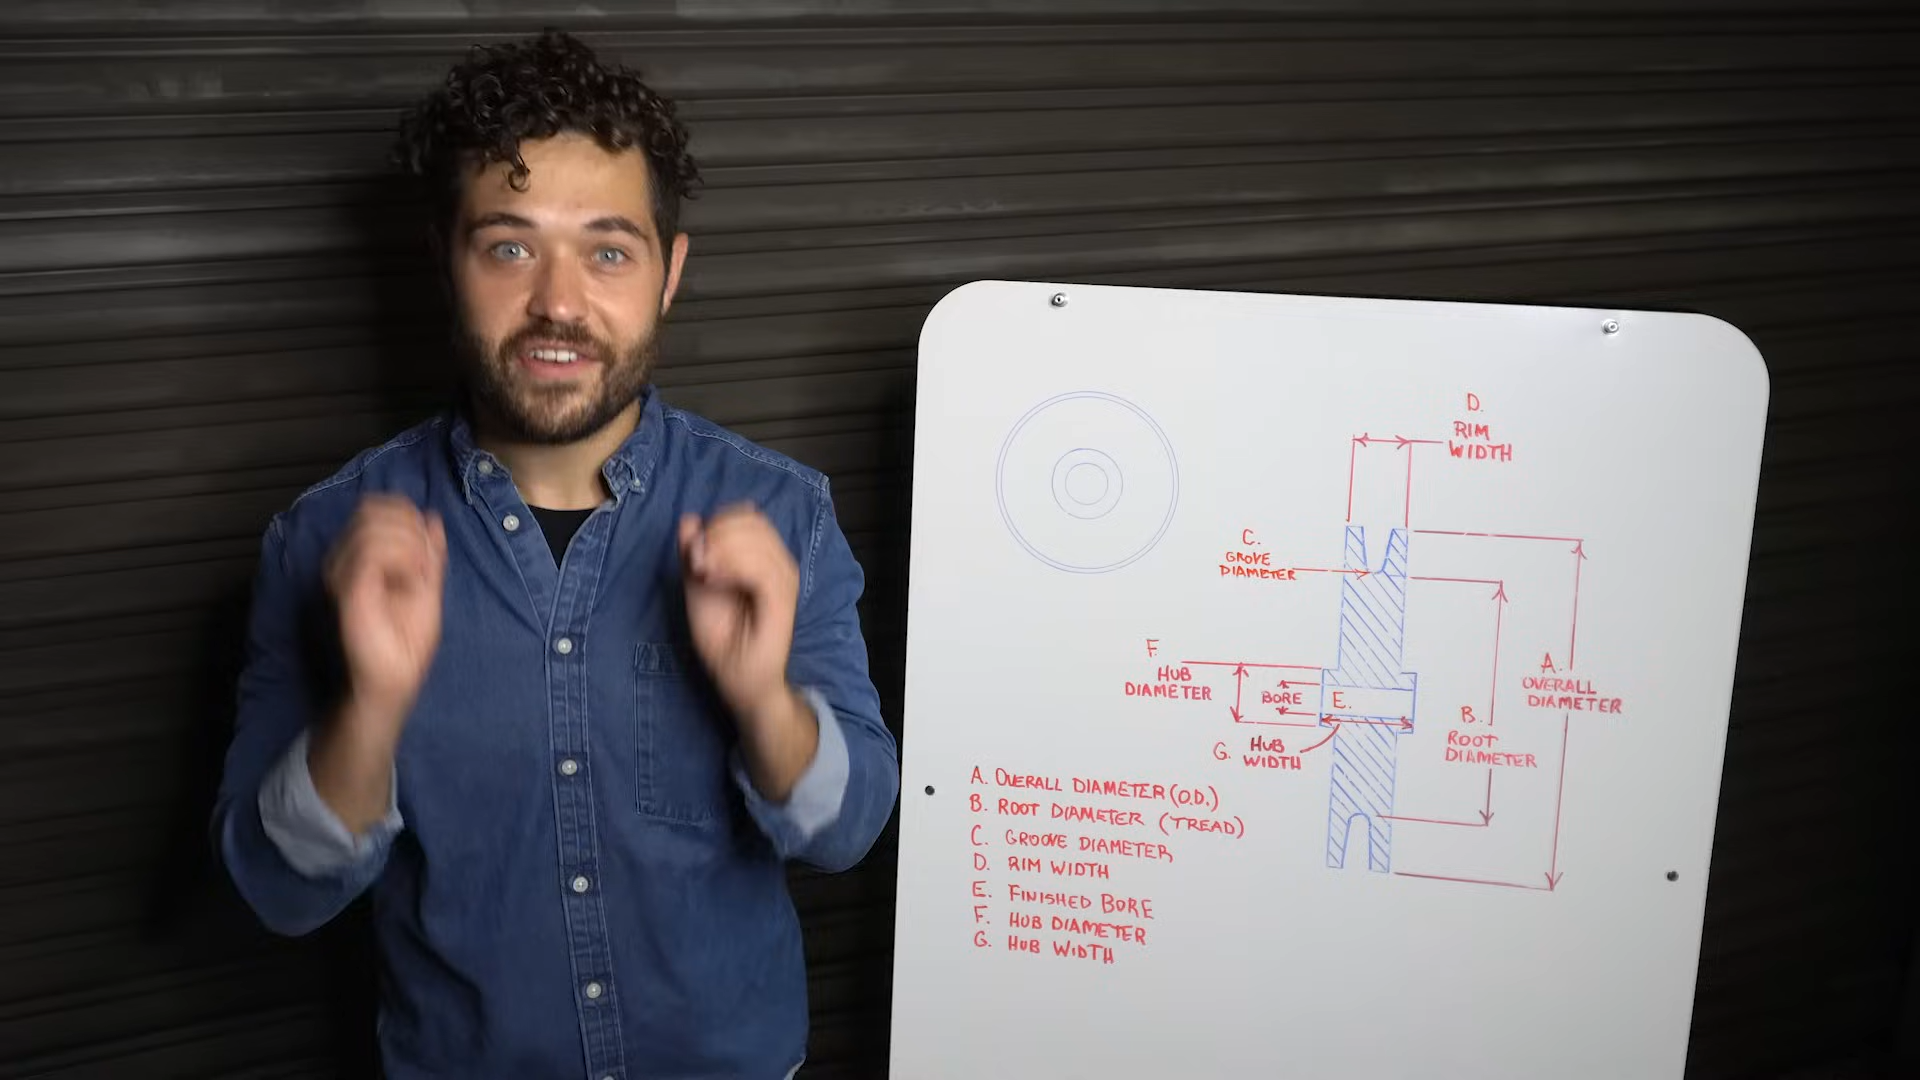 D.
RIM
WIDTH
C.
GROVE
DIAMETER
F.
HUB
DIAMETER
BORE
E.
A.
OVERALL
DIAMETER
B.
ROOT
DIAMETER
G. HUB
WIDTH
A. OVERALL DIAMETER (O.D.)
B. ROOT DIAMETER (TREAD)
C. GROOVE DIAMETER
D. RIM WIDTH
E. FINISHED BORE
F. HUB DIAMETER
G. HUB WIDTH